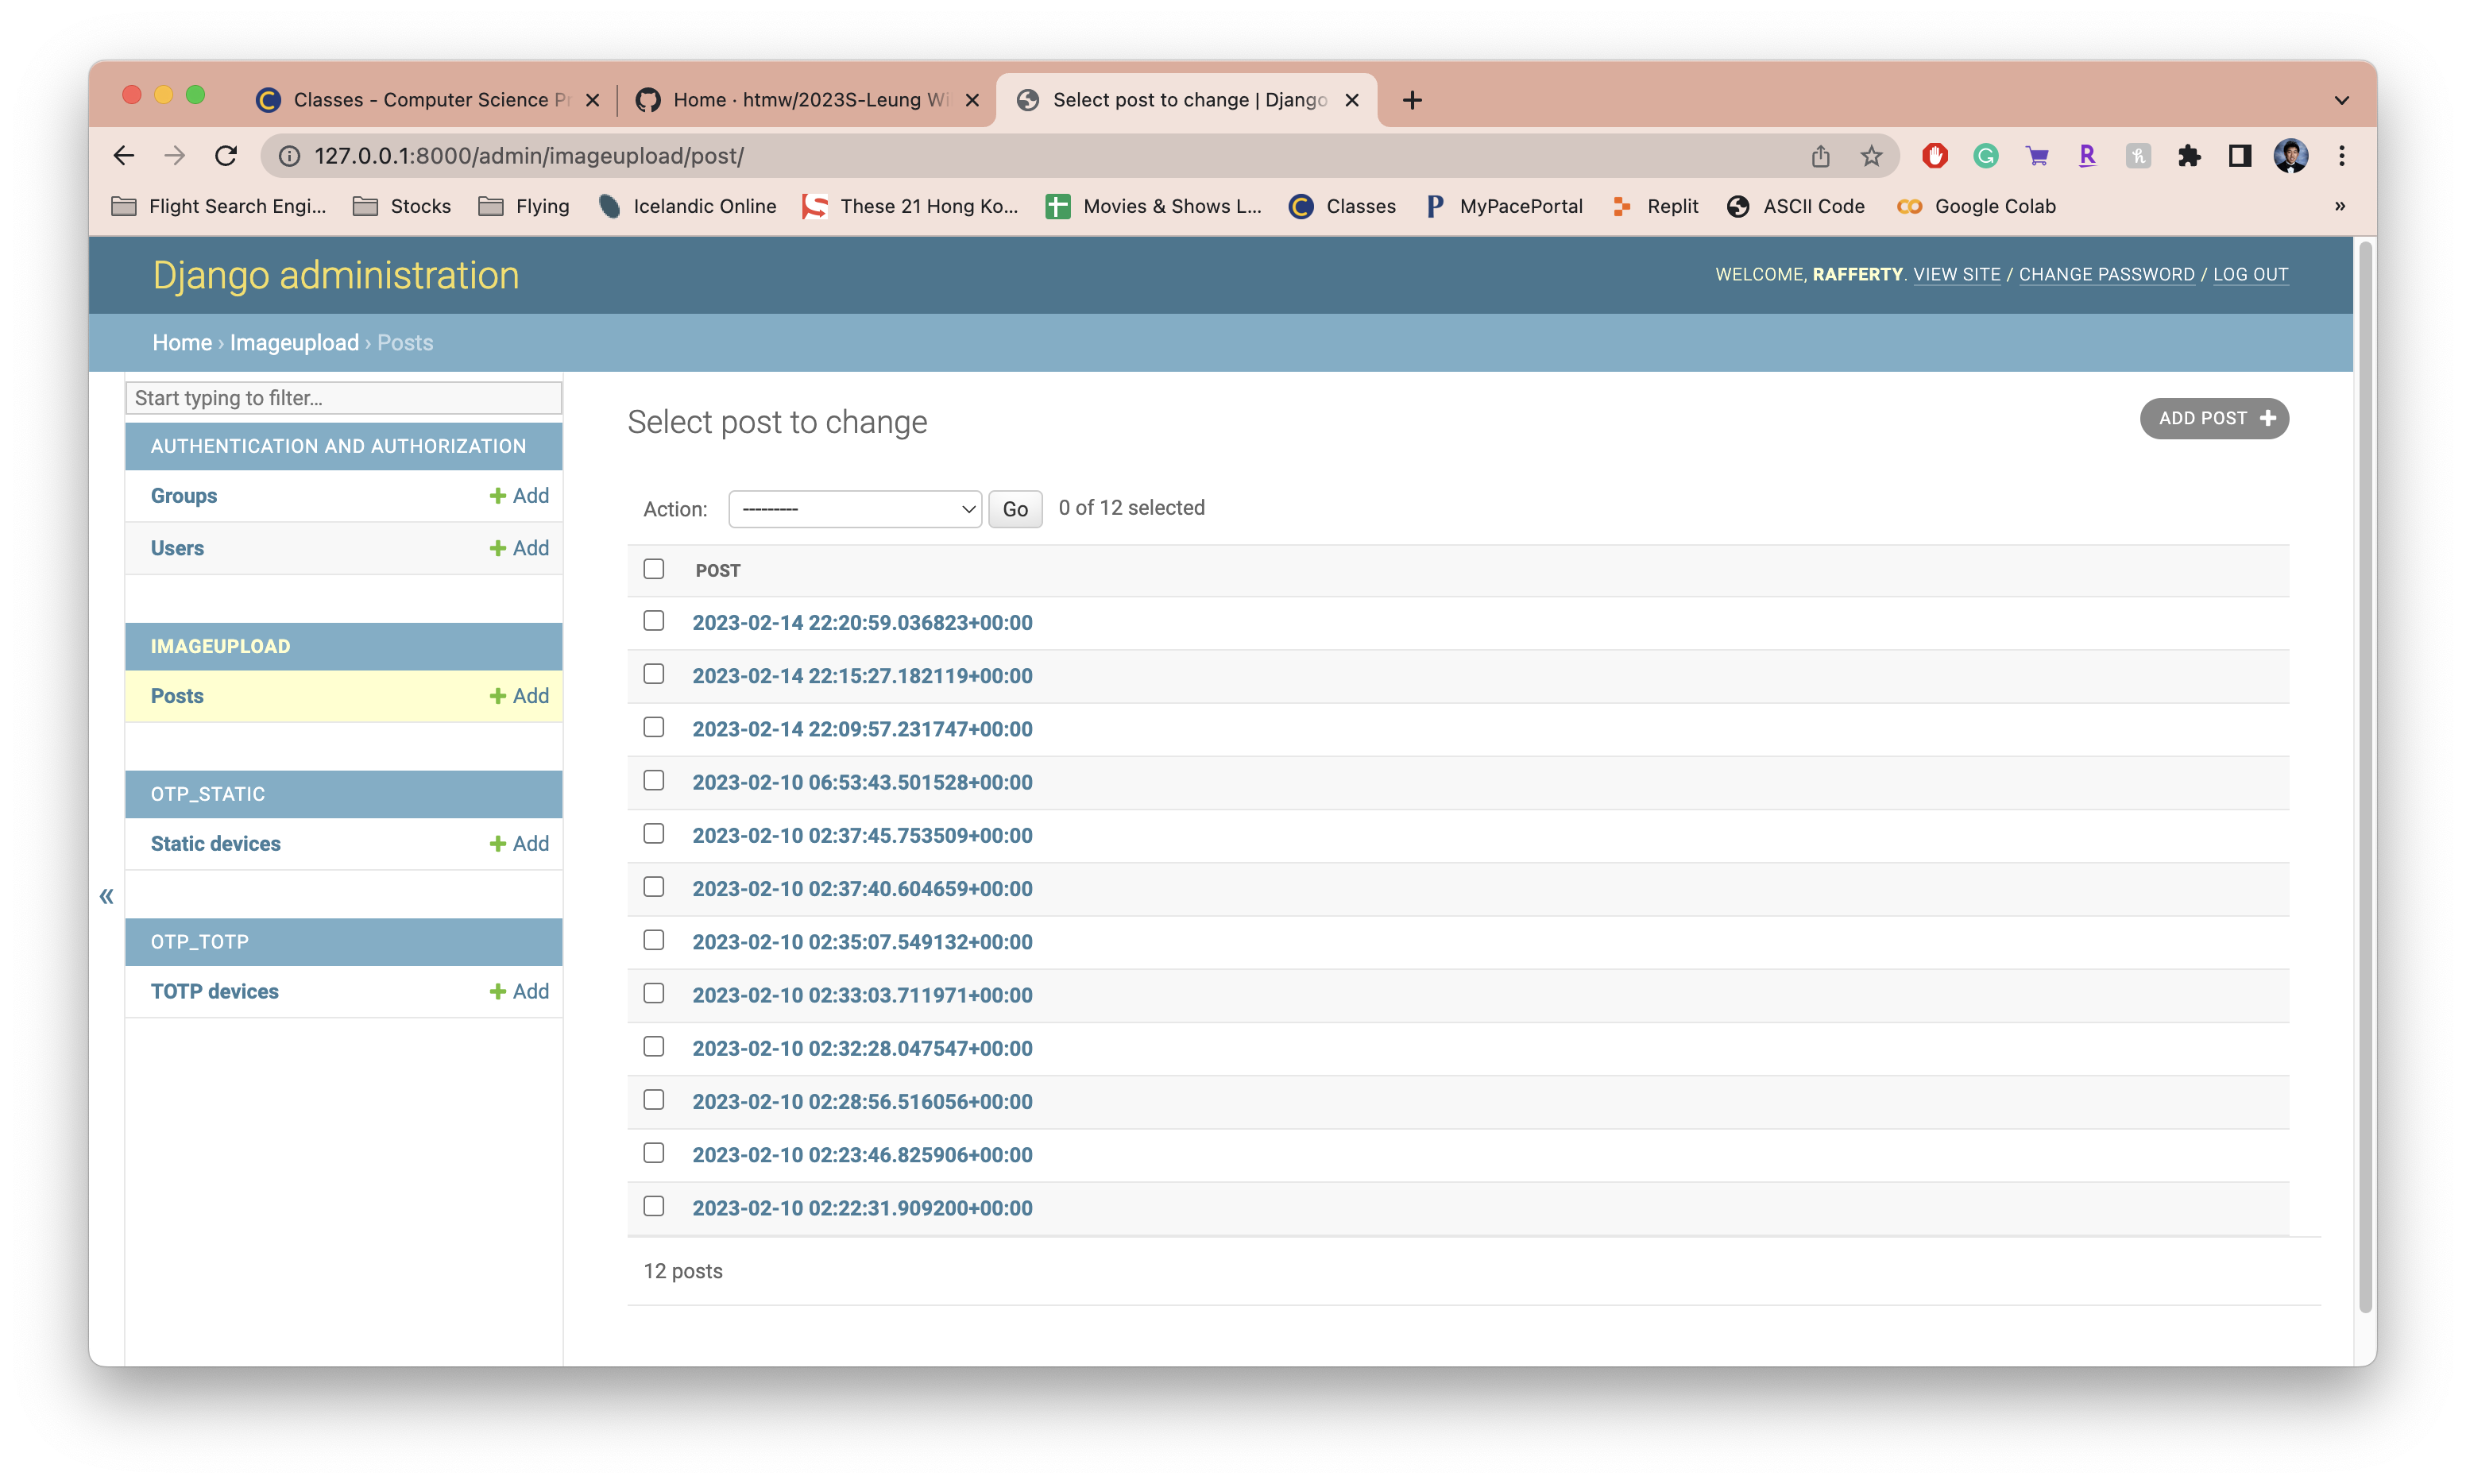 Classes - Computer Science Pr
Home · htmw/2023S-Leung Wi
Select post to change | Django
127.0.0.1:8000/admin/imageupload/post/
Flight Search Engi...
Stocks
Flying
Icelandic Online
These 21 Hong Ko...
Movies & Shows L...
Classes
MyPacePortal
Replit
ASCII Code
Google Colab
»
Django administration
WELCOME, RAFFERTY. VIEW SITE / CHANGE PASSWORD / LOG OUT
Home › Imageupload › Posts
Start typing to filter...
AUTHENTICATION AND AUTHORIZATION
Groups + Add
Users + Add
IMAGEUPLOAD
Posts + Add
OTP_STATIC
Static devices + Add
OTP_TOTP
TOTP devices + Add
«
Select post to change
ADD POST +
Action: --------- Go 0 of 12 selected
POST
2023-02-14 22:20:59.036823+00:00
2023-02-14 22:15:27.182119+00:00
2023-02-14 22:09:57.231747+00:00
2023-02-10 06:53:43.501528+00:00
2023-02-10 02:37:45.753509+00:00
2023-02-10 02:37:40.604659+00:00
2023-02-10 02:35:07.549132+00:00
2023-02-10 02:33:03.711971+00:00
2023-02-10 02:32:28.047547+00:00
2023-02-10 02:28:56.516056+00:00
2023-02-10 02:23:46.825906+00:00
2023-02-10 02:22:31.909200+00:00
12 posts